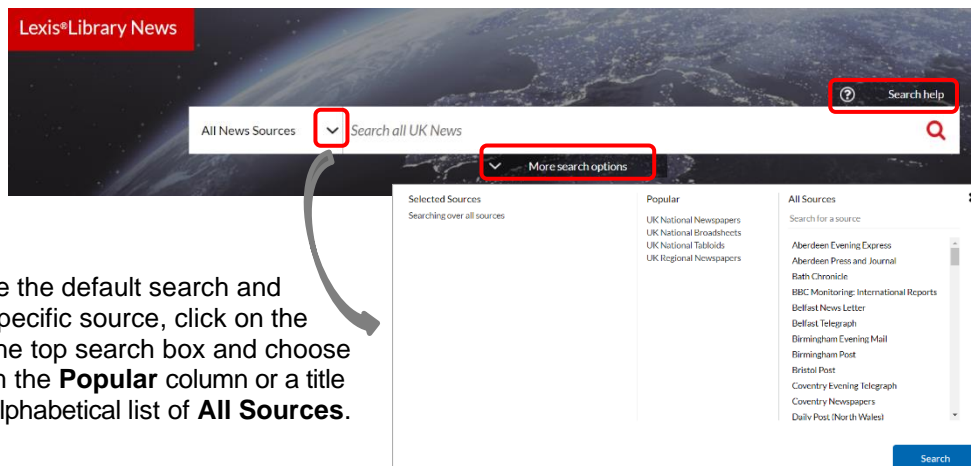 Lexis®Library News
Search help
All News Sources
Search all UK News
More search options
Selected Sources
Searching over all sources
Popular
UK National Newspapers
UK National Broadsheets
UK National Tabloids
UK Regional Newspapers
All Sources
Search for a source
Aberdeen Evening Express
Aberdeen Press and Journal
Bath Chronicle
BBC Monitoring: International Reports
Belfast News Letter
Belfast Telegraph
Birmingham Evening Mail
Birmingham Post
Bristol Post
Coventry Evening Telegraph
Coventry Newspapers
Daily Post (North Wales)
Search
the default search and
specific source, click on the
top search box and choose
the Popular column or a title
alphabetical list of All Sources.